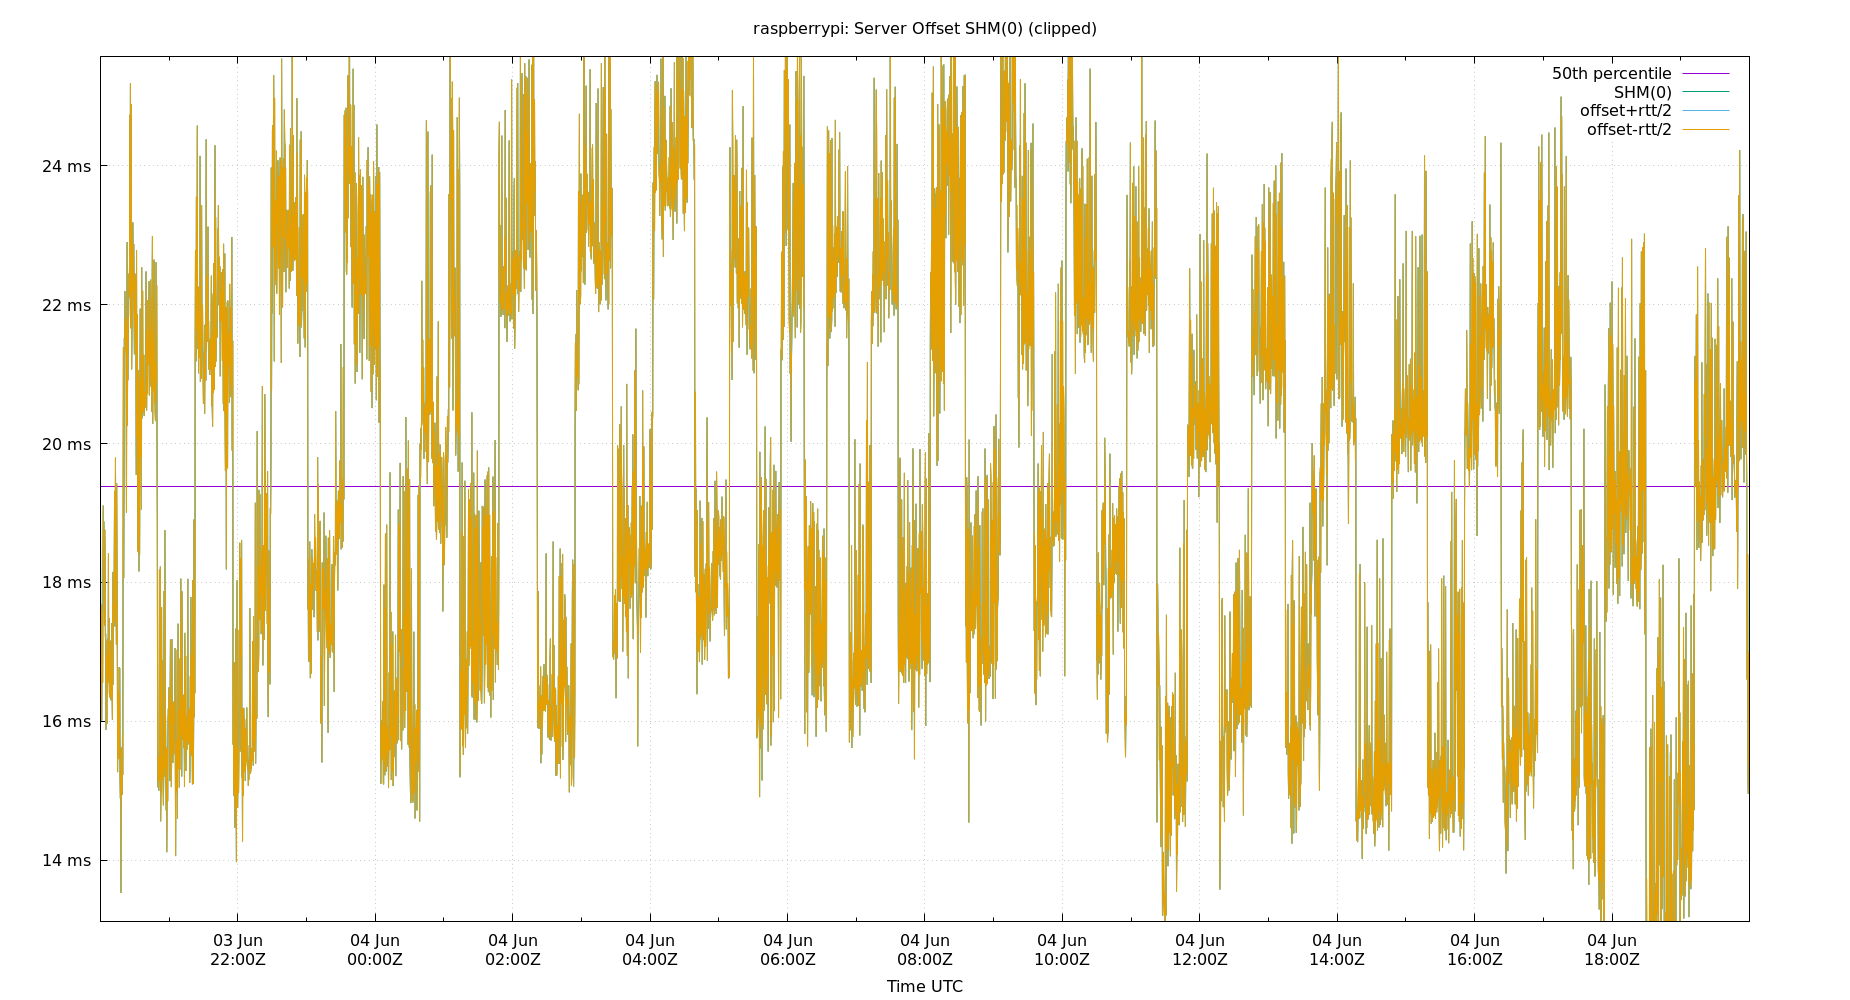 raspberrypi: Server Offset SHM(0) (clipped)
50th percentile
SHM(0)
offset+rtt/2
offset-rtt/2
24 ms
22 ms
20 ms
18 ms
16 ms
14 ms
03 Jun 04 Jun 04 Jun 04 Jun 04 Jun 04 Jun 04 Jun 04 Jun 04 Jun 04 Jun 04 Jun
22:00Z 00:00Z 02:00Z 04:00Z 06:00Z 08:00Z 10:00Z 12:00Z 14:00Z 16:00Z 18:00Z
Time UTC